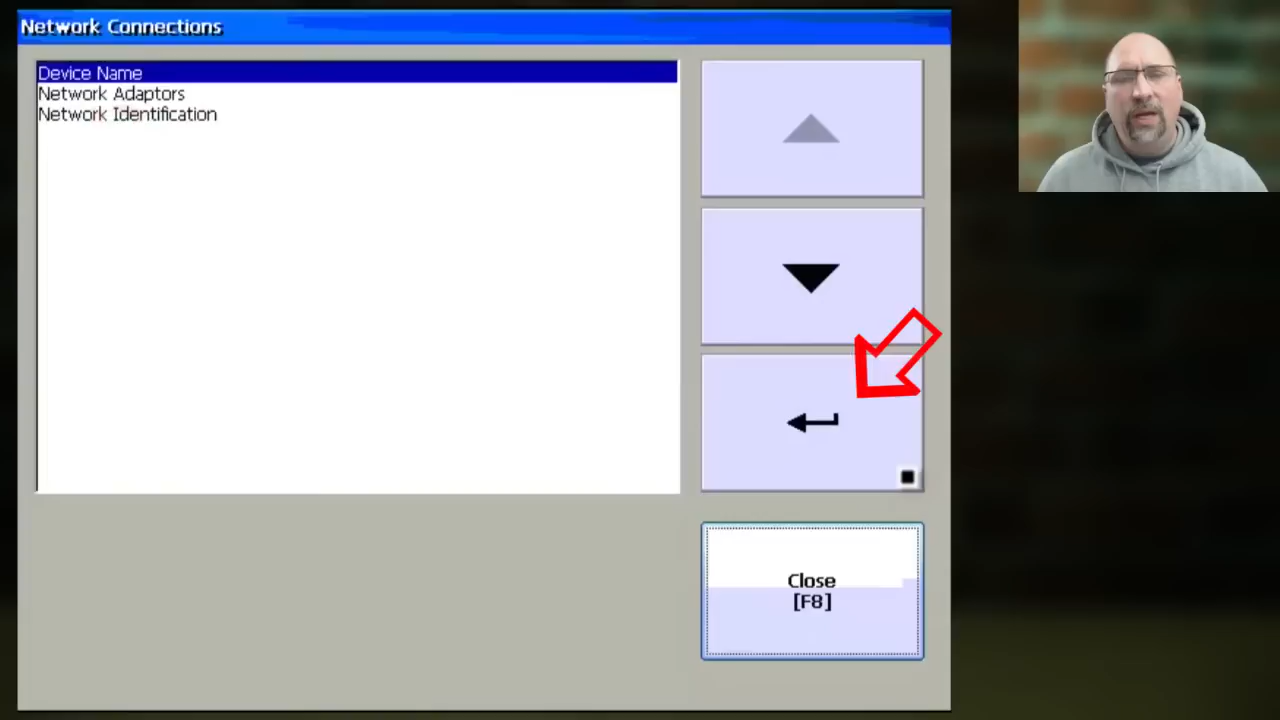 Network Connections
Device Name
Network Adaptors
Network Identification
Close
[F8]